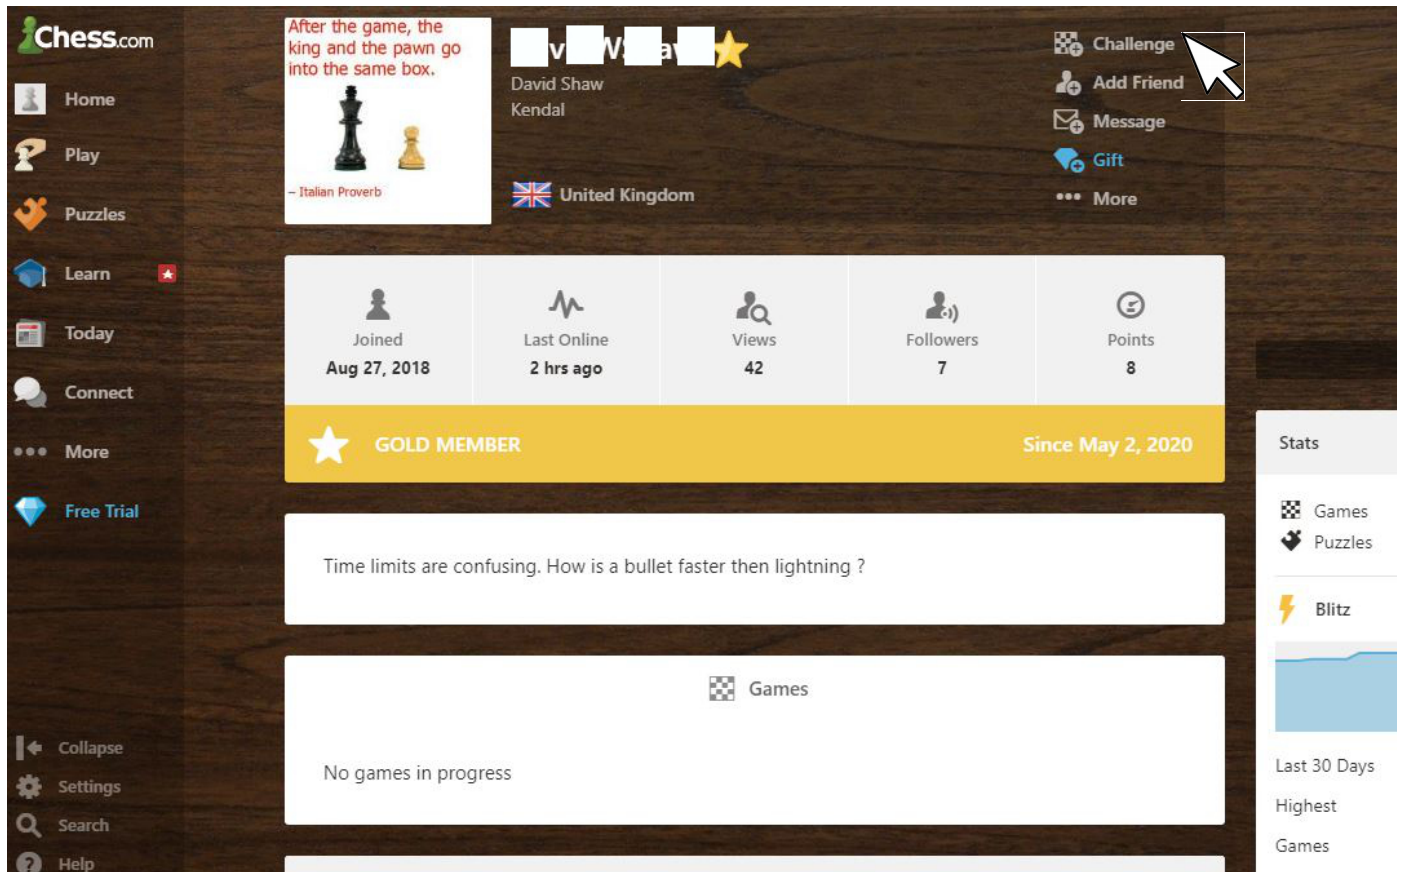 Chess.com
Home
Play
Puzzles
Learn
Today
Connect
More
Free Trial
Collapse
Settings
Search
Help
After the game, the
king and the pawn go
into the same box.
– Italian Proverb
David Shaw
Kendal
United Kingdom
Challenge
Add Friend
Message
Gift
More
Joined
Aug 27, 2018
Last Online
2 hrs ago
Views
42
Followers
7
Points
8
GOLD MEMBER
Since May 2, 2020
Time limits are confusing. How is a bullet faster then lightning ?
Games
No games in progress
Stats
Games
Puzzles
Blitz
Last 30 Days
Highest
Games